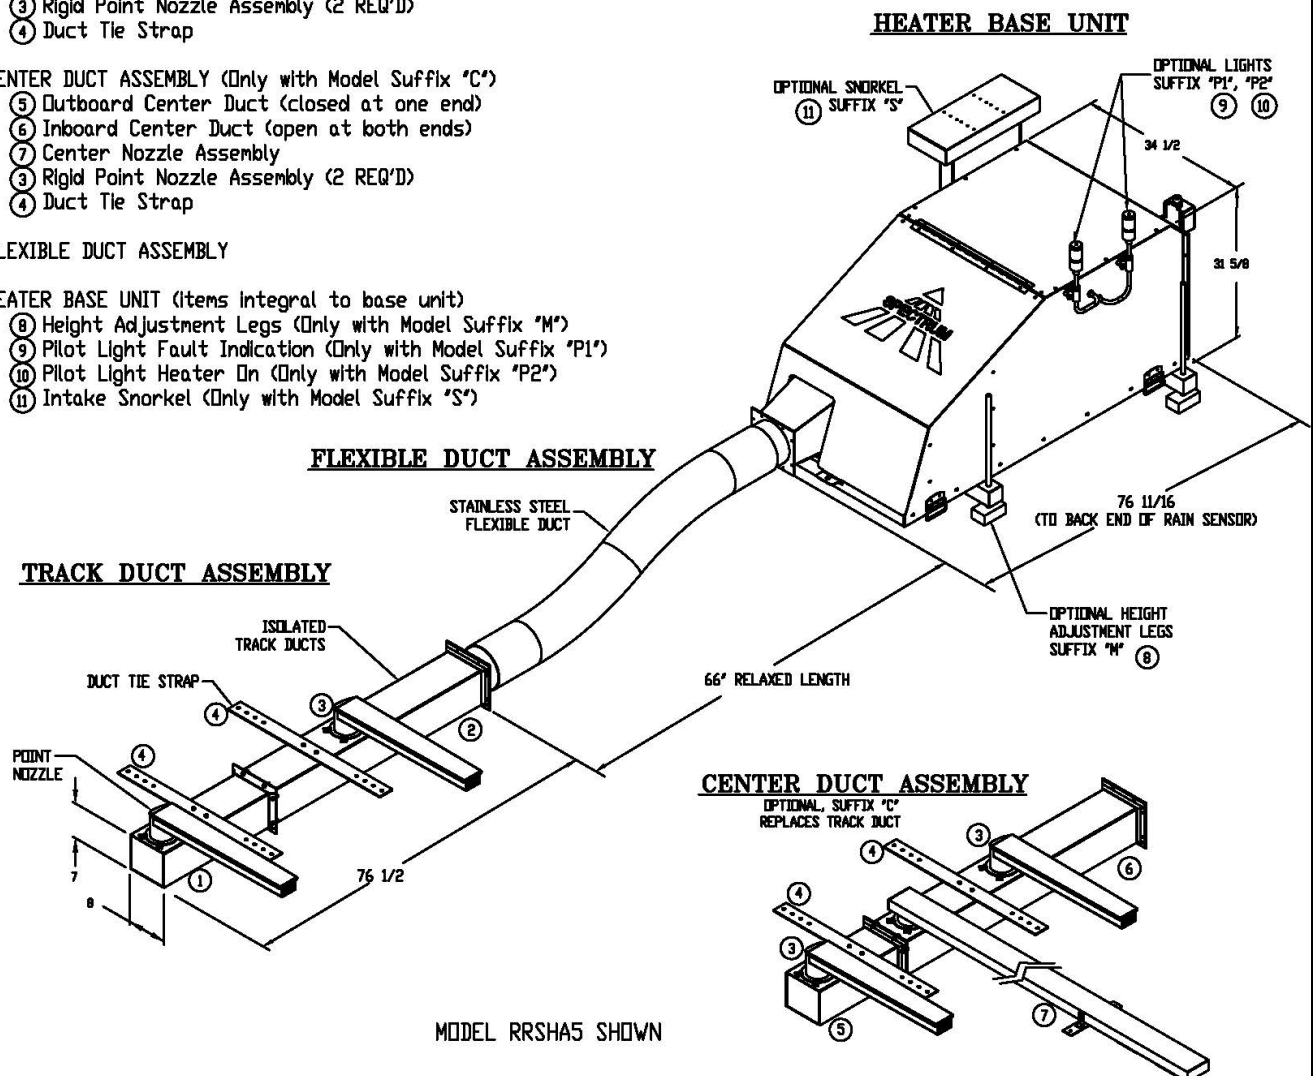 ③ Rigid Point Nozzle Assembly (2 REQ'D)
④ Duct Tie Strap
ENTER DUCT ASSEMBLY (Only with Model Suffix "C")
⑤ Outboard Center Duct (closed at one end)
⑥ Inboard Center Duct (open at both ends)
⑦ Center Nozzle Assembly
③ Rigid Point Nozzle Assembly (2 REQ'D)
④ Duct Tie Strap
LEXIBLE DUCT ASSEMBLY
EATER BASE UNIT (Items integral to base unit)
⑧ Height Adjustment Legs (Only with Model Suffix "M")
⑨ Pilot Light Fault Indication (Only with Model Suffix "P1")
⑩ Pilot Light Heater On (Only with Model Suffix "P2")
⑪ Intake Snorkel (Only with Model Suffix "S")
HEATER BASE UNIT
OPTIONAL SNORKEL
⑪ SUFFIX "S"
OPTIONAL LIGHTS
SUFFIX "P1", "P2"
⑨ ⑩
34 1/2
31 5/8
SPECTRUM
76 11/16
(TO BACK END OF RAIN SENSOR)
OPTIONAL HEIGHT
ADJUSTMENT LEGS
SUFFIX "M" ⑧
FLEXIBLE DUCT ASSEMBLY
STAINLESS STEEL
FLEXIBLE DUCT
66" RELAXED LENGTH
TRACK DUCT ASSEMBLY
ISOLATED
TRACK DUCTS
DUCT TIE STRAP
④
③
②
④
POINT
NOZZLE
①
7
8
76 1/2
CENTER DUCT ASSEMBLY
OPTIONAL, SUFFIX "C"
REPLACES TRACK DUCT
③
④
⑥
④
③
⑦
⑤
MODEL RRSHA5 SHOWN